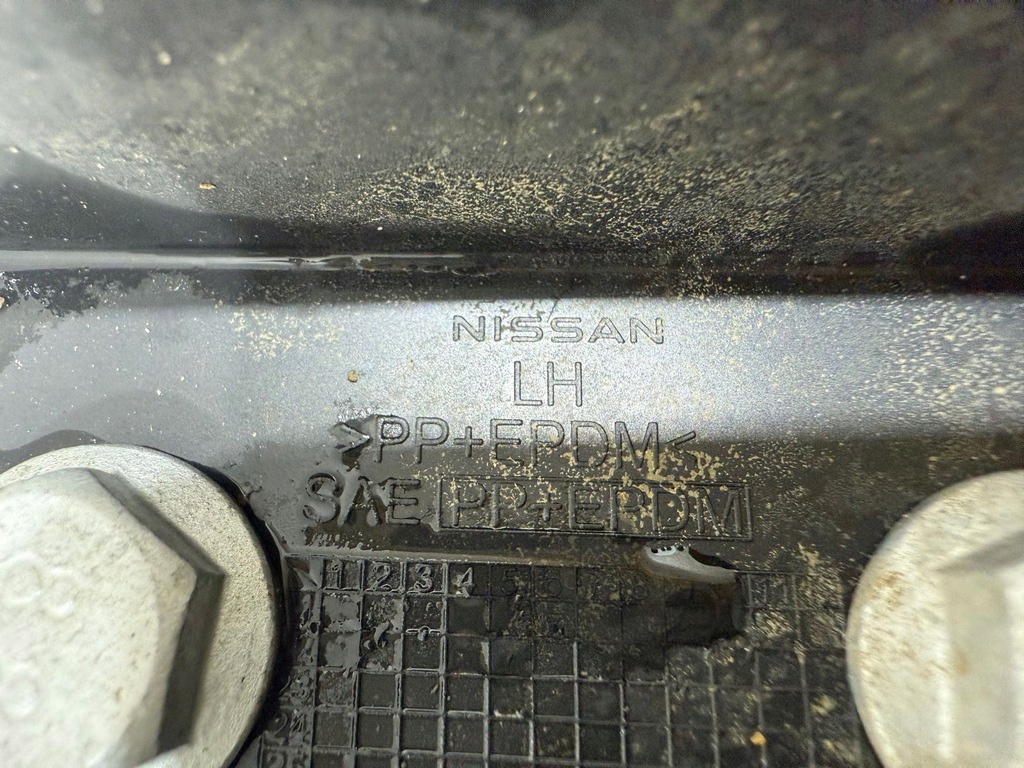 NISSAN
LH
>PP+EPDM<
SAE PP+EPDM
1 2 3 4 5 6